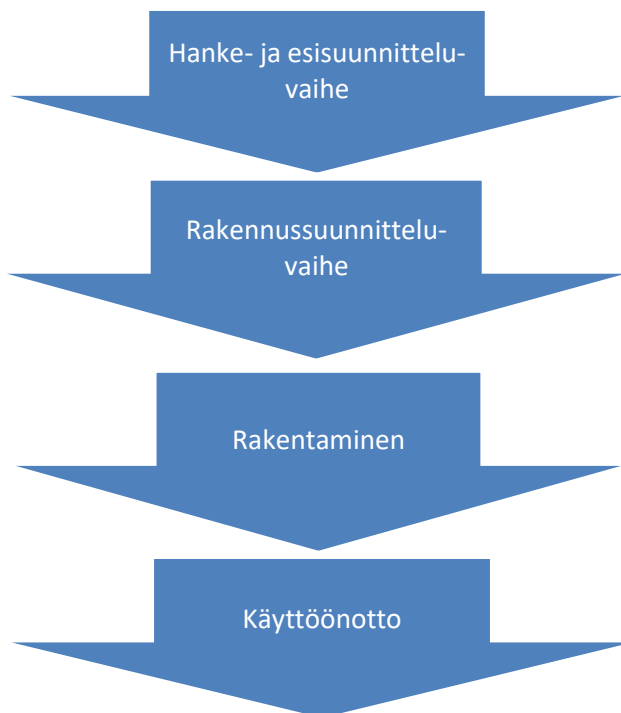 Hanke- ja esisuunnittelu-
vaihe
Rakennussuunnittelu-
vaihe
Rakentaminen
Käyttöönotto